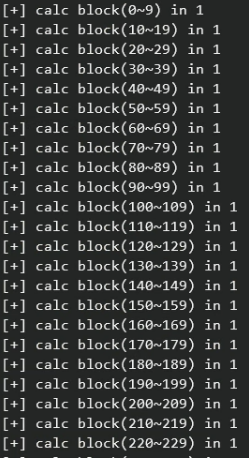 [+] calc block(0~9) in 1
[+] calc block(10~19) in 1
[+] calc block(20~29) in 1
[+] calc block(30~39) in 1
[+] calc block(40~49) in 1
[+] calc block(50~59) in 1
[+] calc block(60~69) in 1
[+] calc block(70~79) in 1
[+] calc block(80~89) in 1
[+] calc block(90~99) in 1
[+] calc block(100~109) in 1
[+] calc block(110~119) in 1
[+] calc block(120~129) in 1
[+] calc block(130~139) in 1
[+] calc block(140~149) in 1
[+] calc block(150~159) in 1
[+] calc block(160~169) in 1
[+] calc block(170~179) in 1
[+] calc block(180~189) in 1
[+] calc block(190~199) in 1
[+] calc block(200~209) in 1
[+] calc block(210~219) in 1
[+] calc block(220~229) in 1